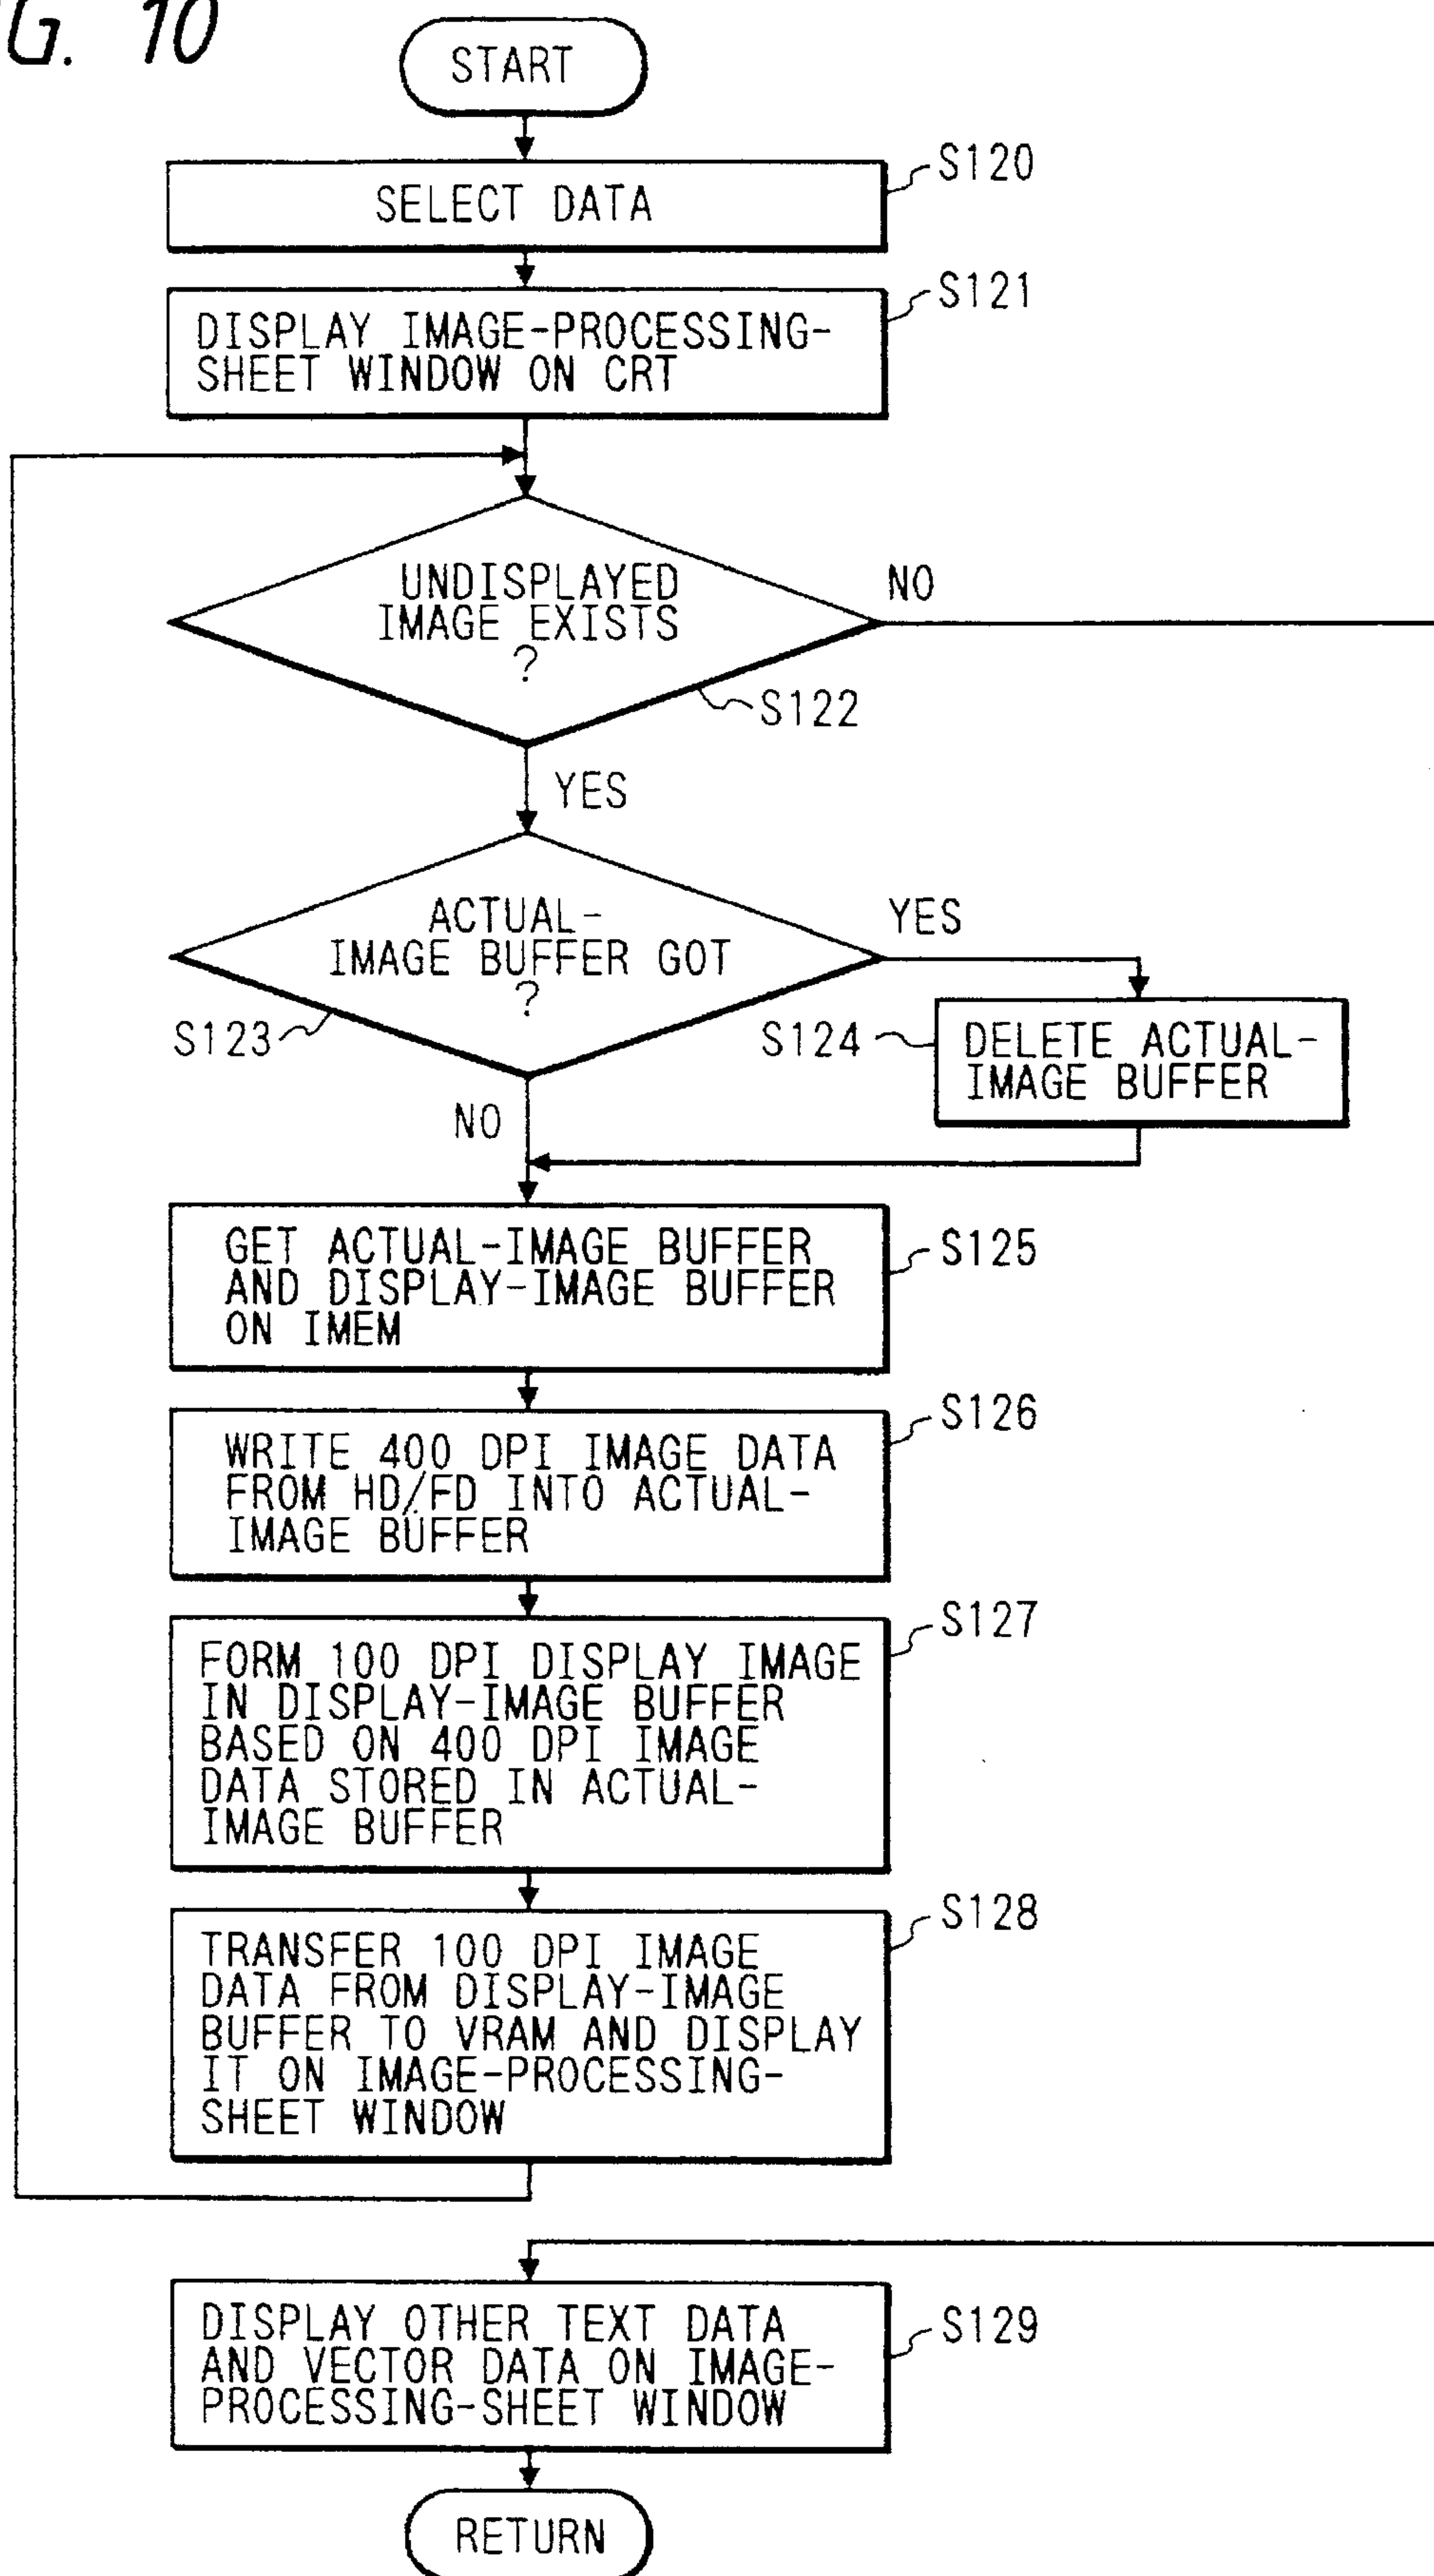 G. 10
START
SELECT DATA
S120
DISPLAY IMAGE-PROCESSING-
SHEET WINDOW ON CRT
S121
UNDISPLAYED
IMAGE EXISTS
?
NO
S122
YES
ACTUAL-
IMAGE BUFFER GOT
?
YES
S123
S124
DELETE ACTUAL-
IMAGE BUFFER
NO
GET ACTUAL-IMAGE BUFFER
AND DISPLAY-IMAGE BUFFER
ON IMEM
S125
WRITE 400 DPI IMAGE DATA
FROM HD/FD INTO ACTUAL-
IMAGE BUFFER
S126
FORM 100 DPI DISPLAY IMAGE
IN DISPLAY-IMAGE BUFFER
BASED ON 400 DPI IMAGE
DATA STORED IN ACTUAL-
IMAGE BUFFER
S127
TRANSFER 100 DPI IMAGE
DATA FROM DISPLAY-IMAGE
BUFFER TO VRAM AND DISPLAY
IT ON IMAGE-PROCESSING-
SHEET WINDOW
S128
DISPLAY OTHER TEXT DATA
AND VECTOR DATA ON IMAGE-
PROCESSING-SHEET WINDOW
S129
RETURN